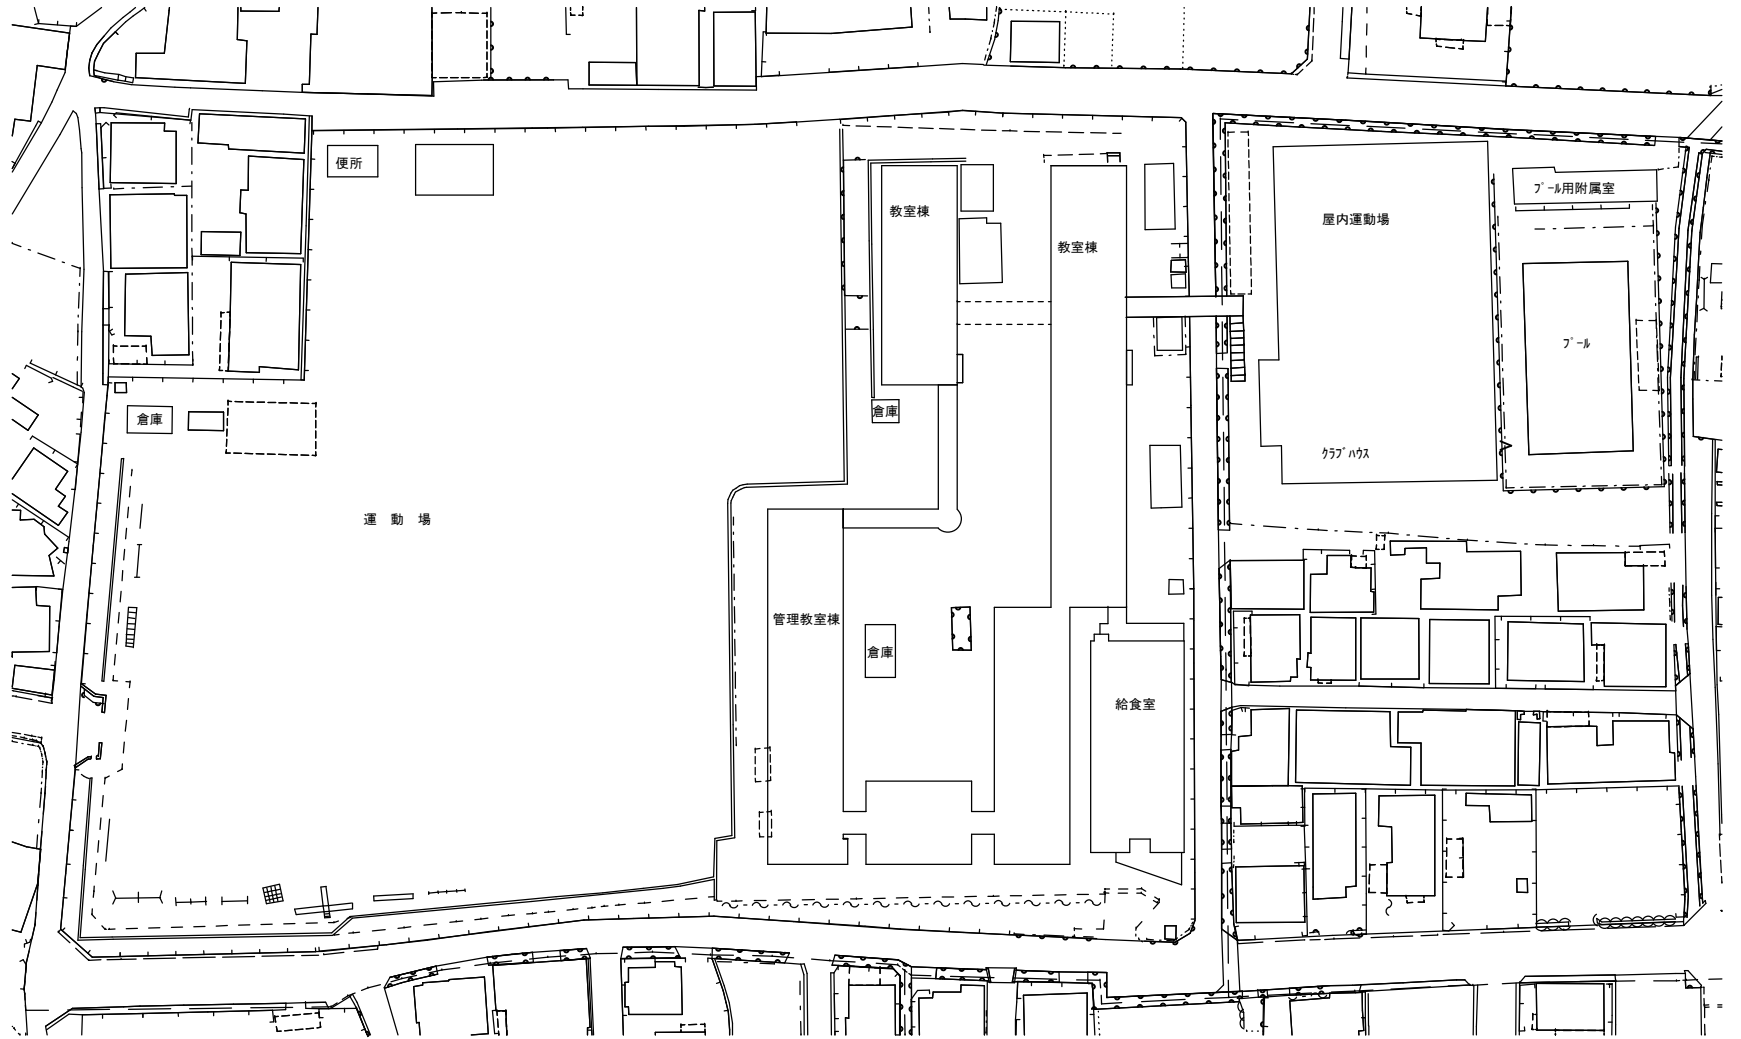 便所
教室棟
教室棟
屋内運動場
ﾌﾟｰﾙ用附属室
ﾌﾟｰﾙ
倉庫
倉庫
ｸﾗﾌﾞﾊｳｽ
運　動　場
管理教室棟
倉庫
給食室